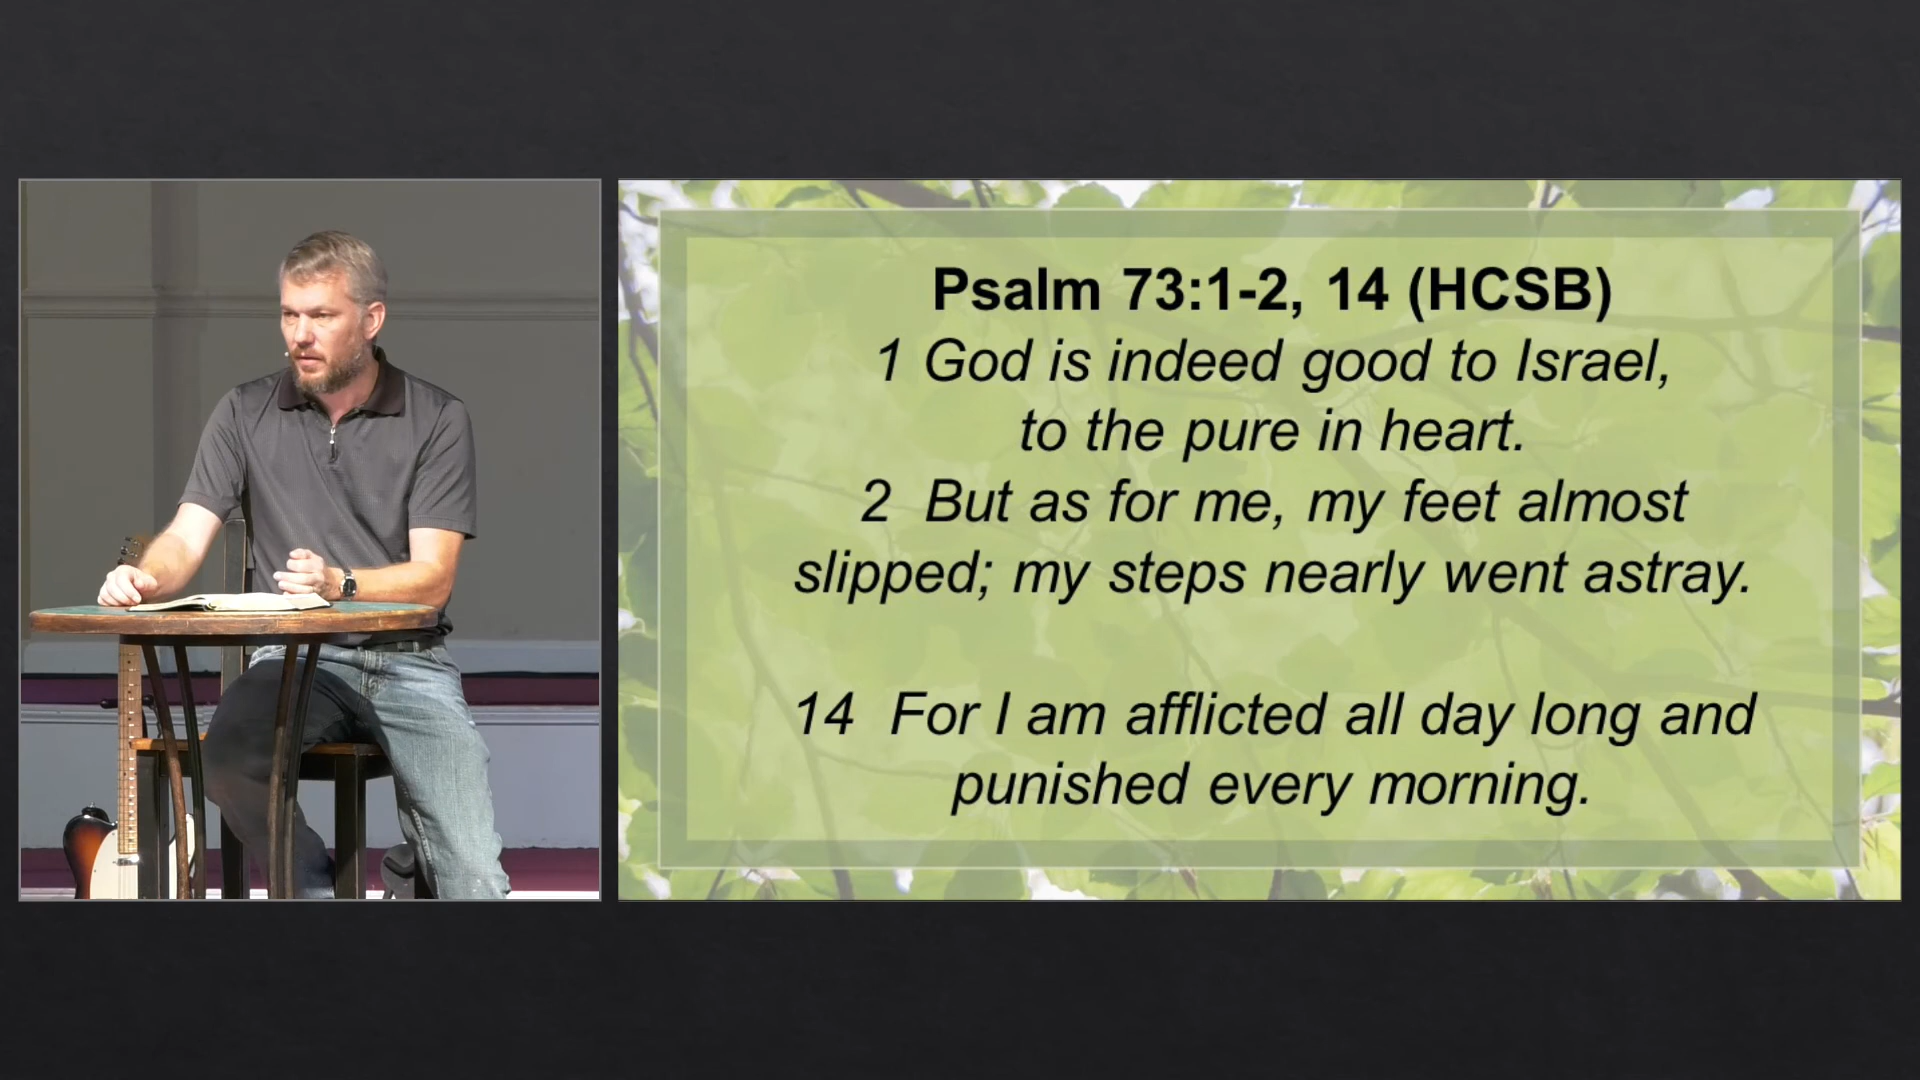 Psalm 73:1-2, 14 (HCSB)
1 God is indeed good to Israel,
to the pure in heart.
2 But as for me, my feet almost
slipped; my steps nearly went astray.
14 For I am afflicted all day long and
punished every morning.